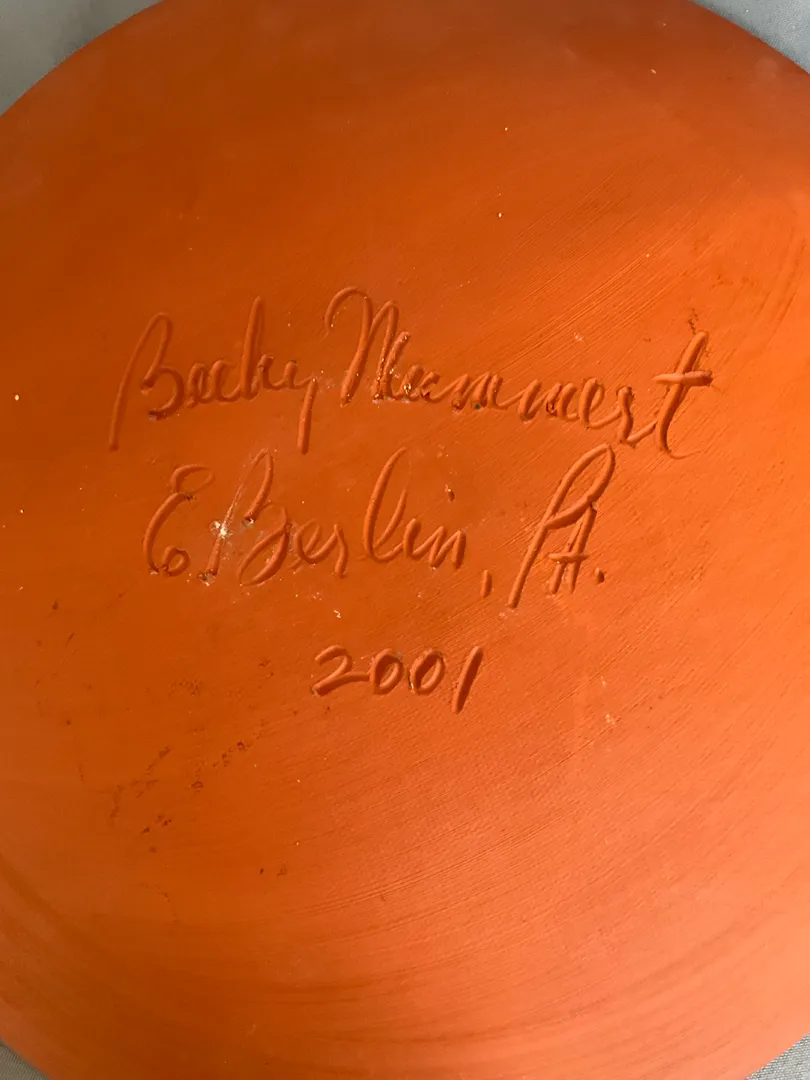 Becky Mummert
E. Berlin, PA.
2001